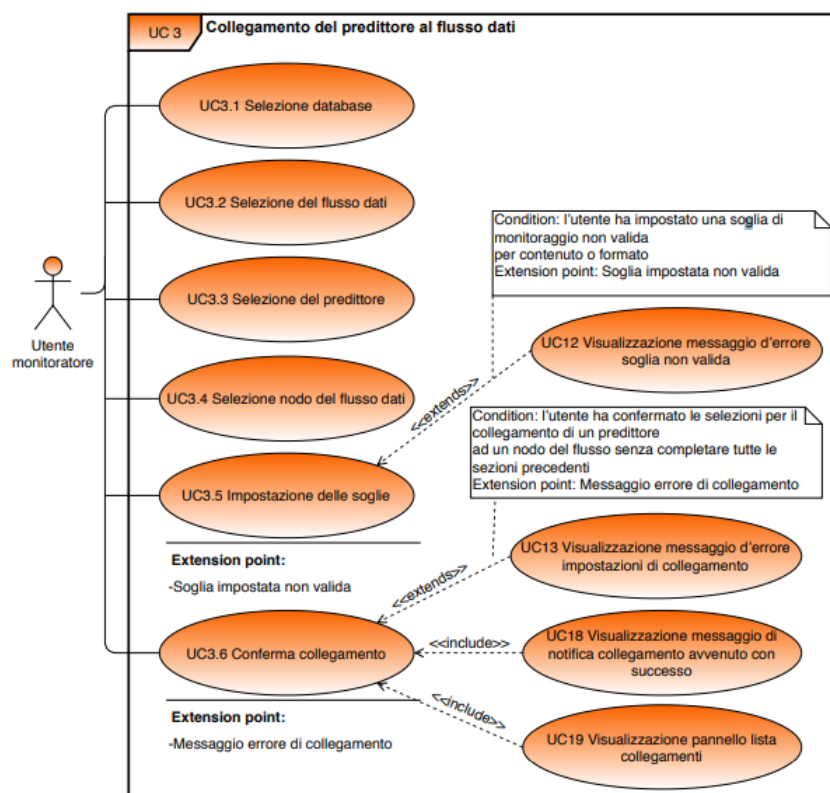 UC 3
Collegamento del predittore al flusso dati
UC3.1 Selezione database
UC3.2 Selezione del flusso dati
Condition: l'utente ha impostato una soglia di
monitoraggio non valida
per contenuto o formato
Extension point: Soglia impostata non valida
UC3.3 Selezione del predittore
Utente
monitoratore
UC12 Visualizzazione messaggio d'errore
soglia non valida
<<extends>>
UC3.4 Selezione nodo del flusso dati
Condition: l'utente ha confermato le selezioni per il
collegamento di un predittore
ad un nodo del flusso senza completare tutte le
sezioni precedenti
Extension point: Messaggio errore di collegamento
UC3.5 Impostazione delle soglie
Extension point:
-Soglia impostata non valida
UC13 Visualizzazione messaggio d'errore
impostazioni di collegamento
<<extends>>
UC3.6 Conferma collegamento
<<include>>
UC18 Visualizzazione messaggio di
notifica collegamento avvenuto con
successo
<<include>>
Extension point:
-Messaggio errore di collegamento
UC19 Visualizzazione pannello lista
collegamenti